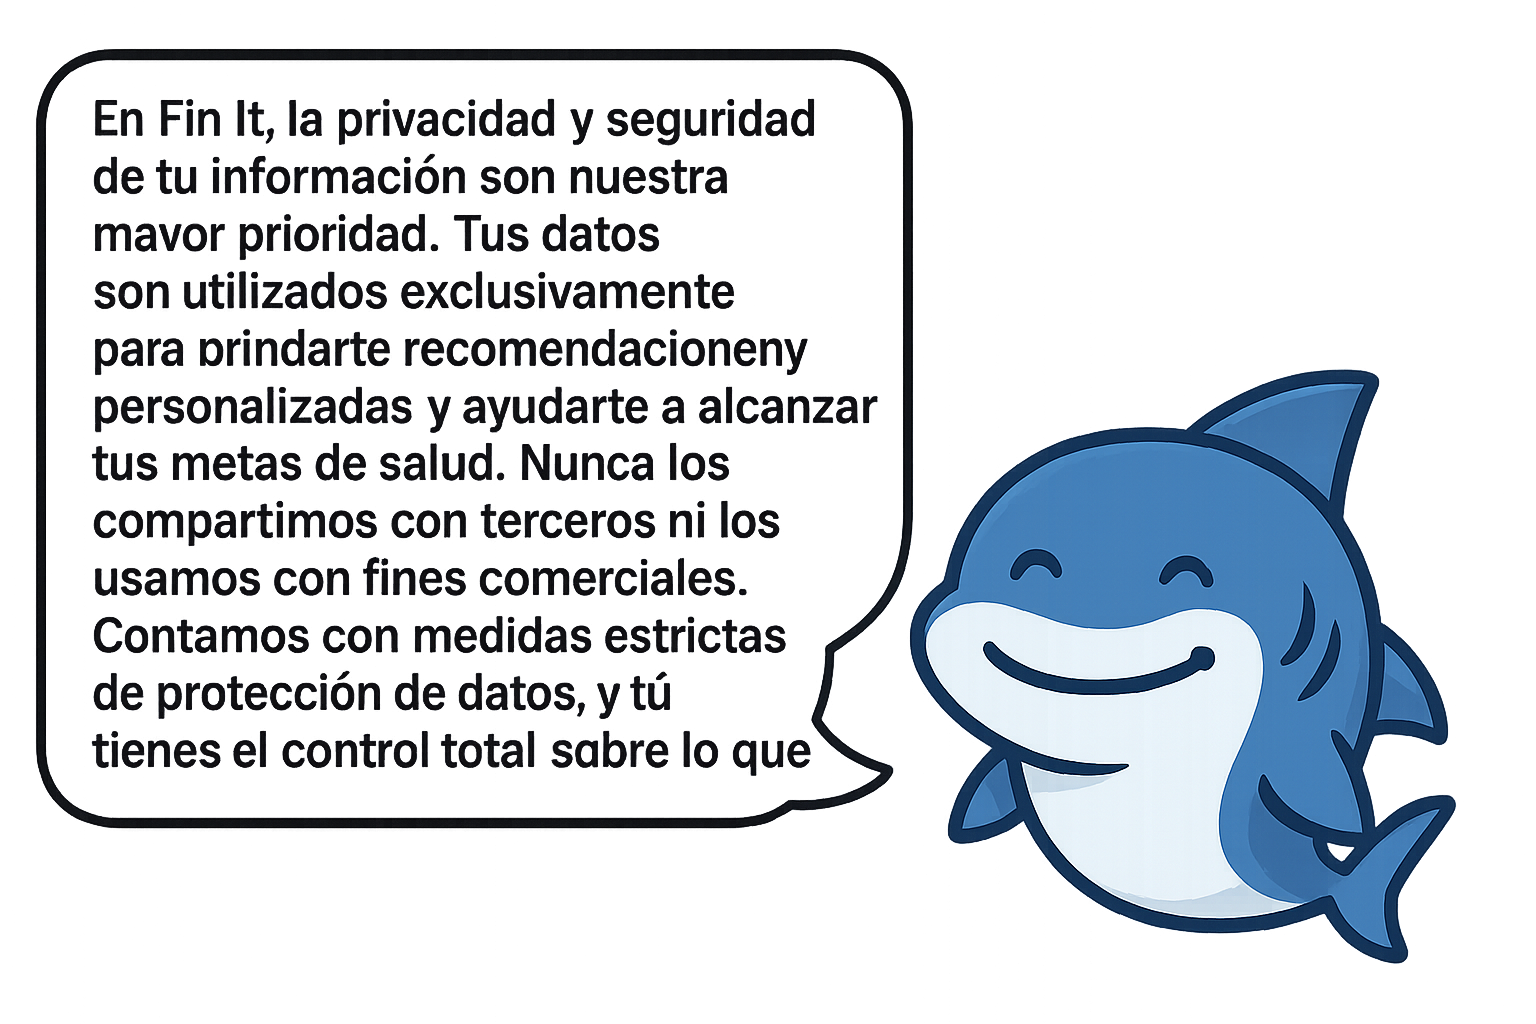 En Fin It, la privacidad y seguridad
de tu información son nuestra
mavor prioridad. Tus datos
son utilizados exclusivamente
para prindarte recomendacioneny
personalizadas y ayudarte a alcanzar
tus metas de salud. Nunca los
compartimos con terceros ni los
usamos con fines comerciales.
Contamos con medidas estrictas
de protección de datos, y tú
tienes el control total sabre lo que